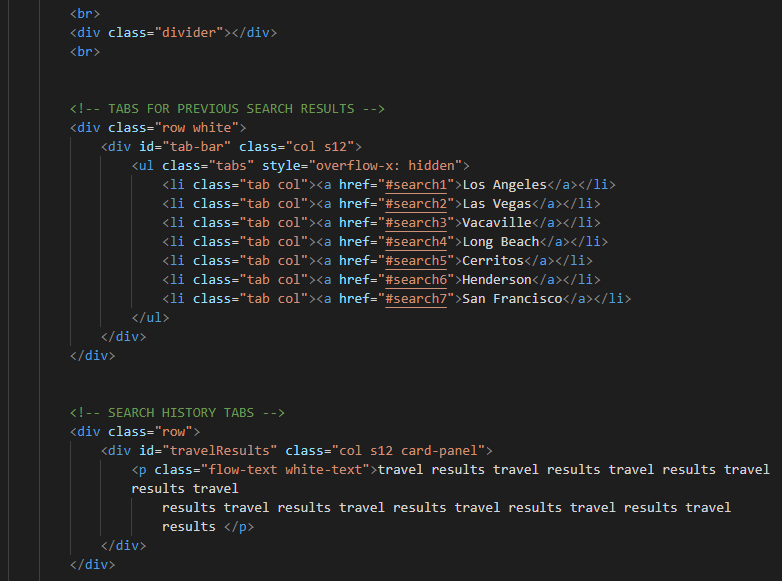 <br>
<div class="divider"></div>
<br>
<!-- TABS FOR PREVIOUS SEARCH RESULTS -->
<div class="row white">
<div id="tab-bar" class="col s12">
<ul class="tabs" style="overflow-x: hidden">
<li class="tab col"><a href="#search1">Los Angeles</a></li>
<li class="tab col"><a href="#search2">Las Vegas</a></li>
<li class="tab col"><a href="#search3">Vacaville</a></li>
<li class="tab col"><a href="#search4">Long Beach</a></li>
<li class="tab col"><a href="#search5">Cerritos</a></li>
<li class="tab col"><a href="#search6">Henderson</a></li>
<li class="tab col"><a href="#search7">San Francisco</a></li>
</ul>
</div>
</div>
<!-- SEARCH HISTORY TABS -->
<div class="row">
<div id="travelResults" class="col s12 card-panel">
<p class="flow-text white-text">travel results travel results travel results travel
results travel
results travel results travel results travel results travel results travel
results </p>
</div>
</div>